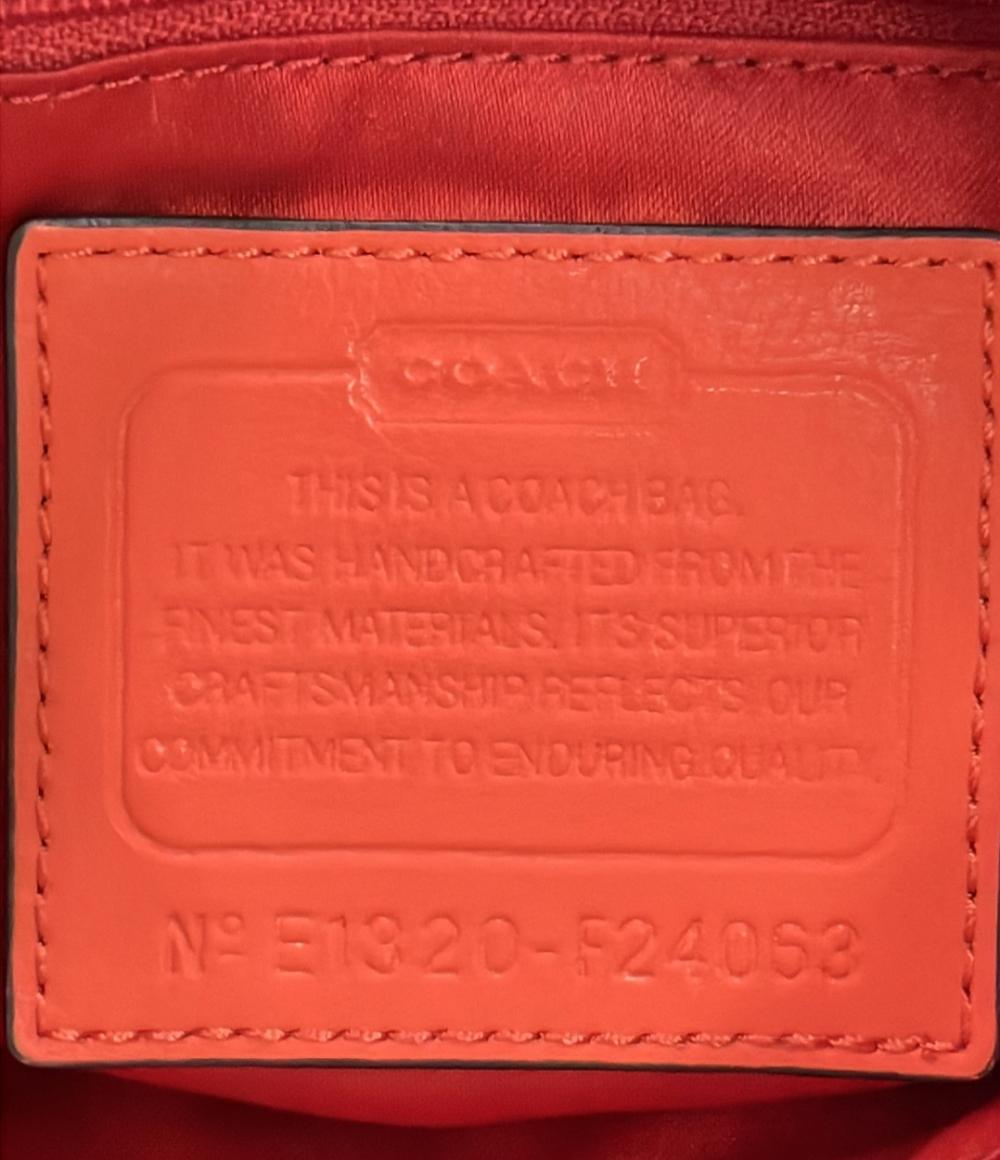 COACH
THIS IS A COACH BAG.
IT WAS HANDCRAFTED FROM THE
FINEST MATERIALS. IT'S SUPERIOR
CRAFTSMANSHIP REFLECTS OUR
COMMITMENT TO ENDURING QUALITY.
Nº E1320-F24063